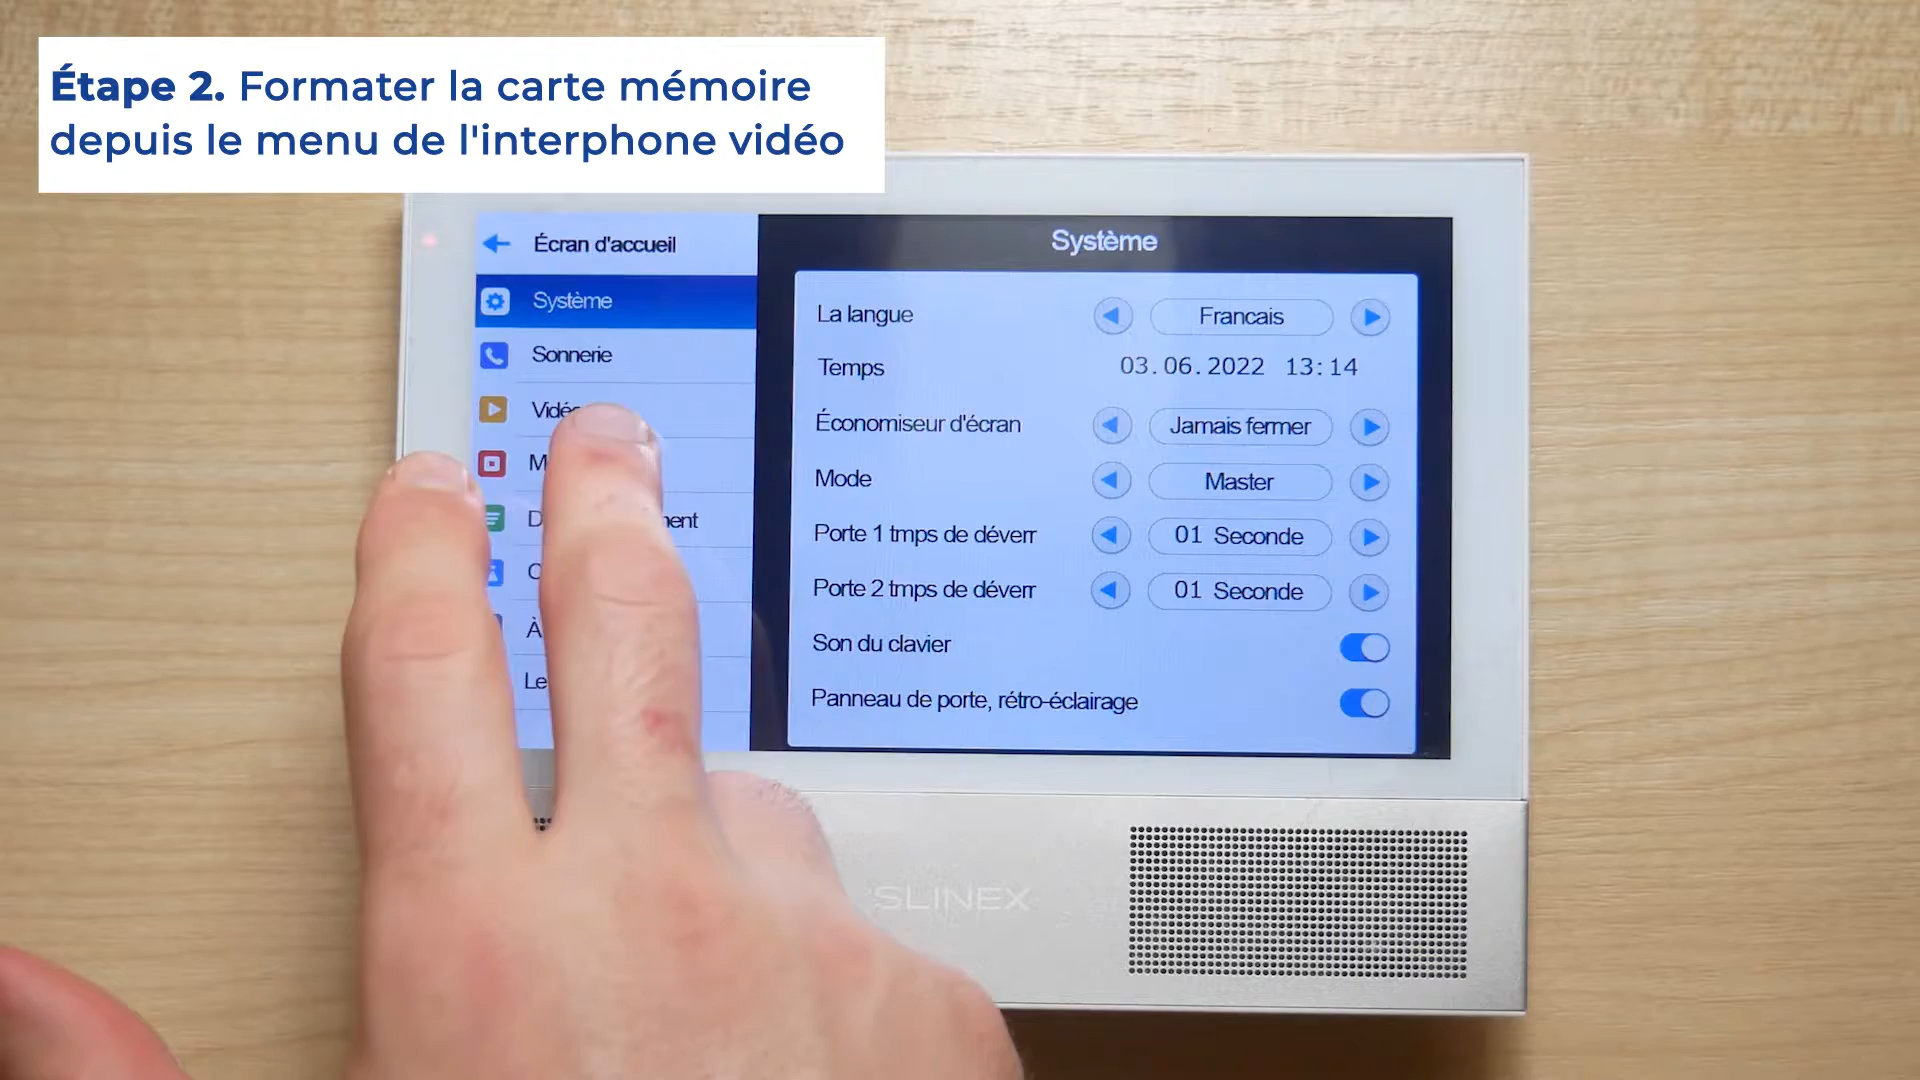 Étape 2. Formater la carte mémoire
depuis le menu de l'interphone vidéo
Écran d'accueil
Système
Sonnerie
Système
La langue
Francais
Temps
03.06.2022 13:14
Économiseur d'écran
Jamais fermer
Mode
Master
Porte 1 tmps de déverr
01 Seconde
Porte 2 tmps de déverr
01 Seconde
Son du clavier
Panneau de porte, rétro-éclairage
SLINEX